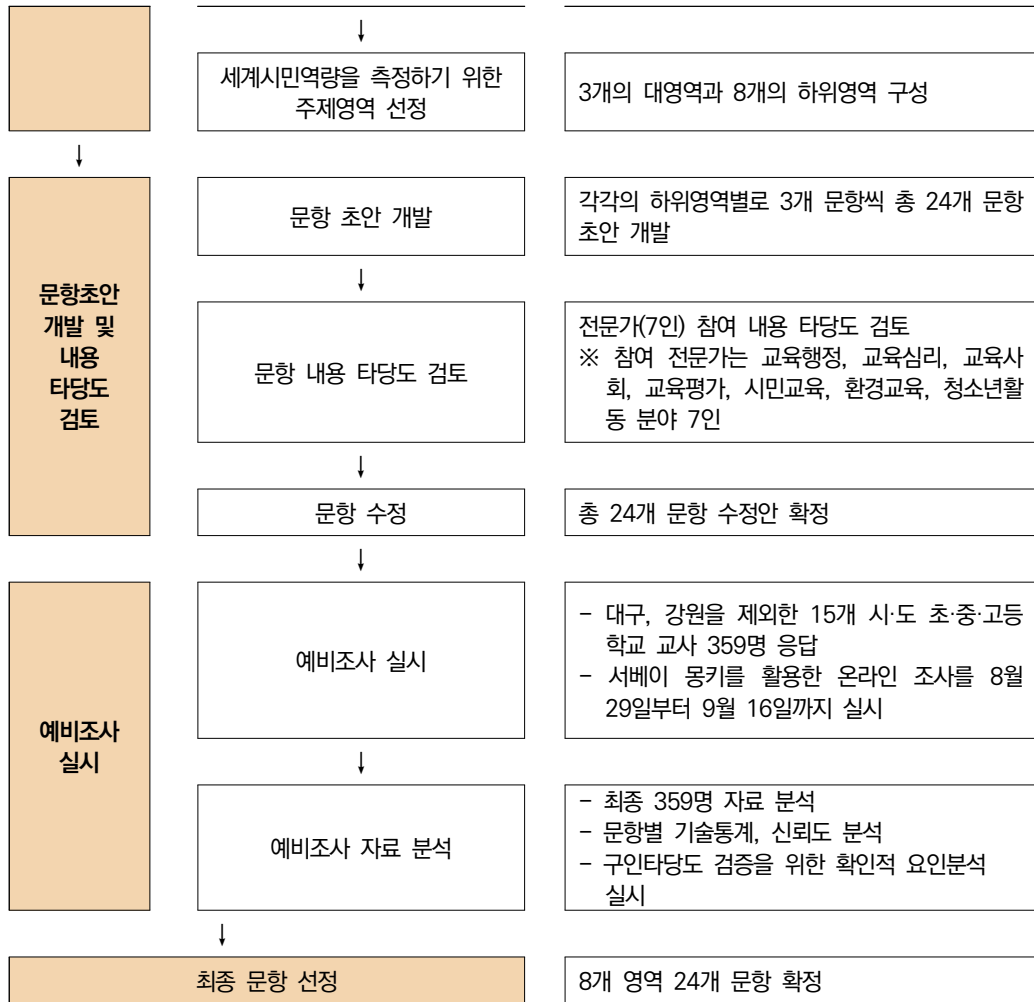 세계시민역량을 측정하기 위한
주제영역 선정
3개의 대영역과 8개의 하위영역 구성
문항초안
개발 및
내용
타당도
검토
문항 초안 개발
각각의 하위영역별로 3개 문항씩 총 24개 문항
초안 개발
문항 내용 타당도 검토
전문가(7인) 참여 내용 타당도 검토
※ 참여 전문가는 교육행정, 교육심리, 교육사
회, 교육평가, 시민교육, 환경교육, 청소년활
동 분야 7인
문항 수정
총 24개 문항 수정안 확정
예비조사
실시
예비조사 실시
- 대구, 강원을 제외한 15개 시·도 초·중·고등
학교 교사 359명 응답
- 서베이 몽키를 활용한 온라인 조사를 8월
29일부터 9월 16일까지 실시
예비조사 자료 분석
- 최종 359명 자료 분석
- 문항별 기술통계, 신뢰도 분석
- 구인타당도 검증을 위한 확인적 요인분석
실시
최종 문항 선정
8개 영역 24개 문항 확정